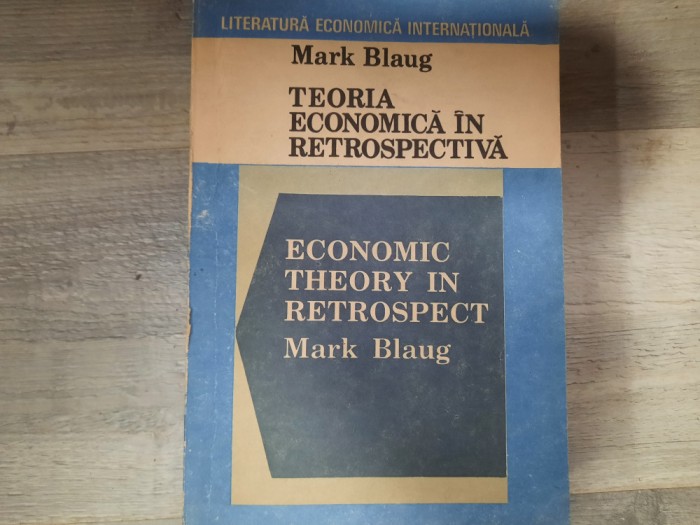 LITERATURĂ ECONOMICĂ INTERNAȚIONALĂ
Mark Blaug
TEORIA
ECONOMICĂ ÎN
RETROSPECTIVĂ
ECONOMIC
THEORY IN
RETROSPECT
Mark Blaug